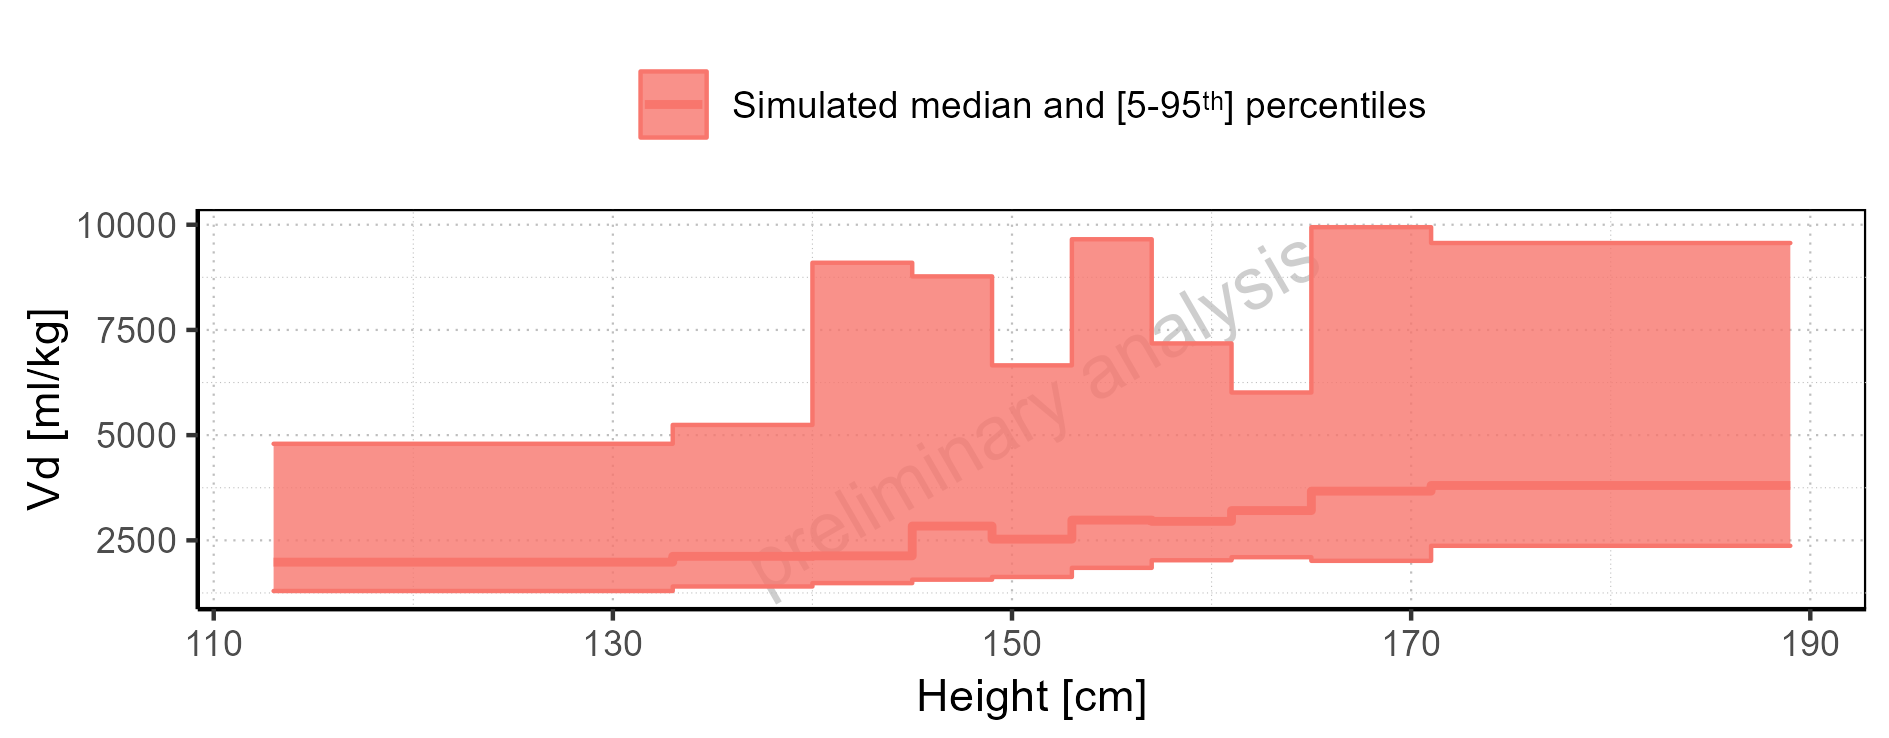 Simulated median and [5-95th] percentiles
10000
7500
5000
2500
Vd [ml/kg]
preliminary analysis
110 130 150 170 190
Height [cm]